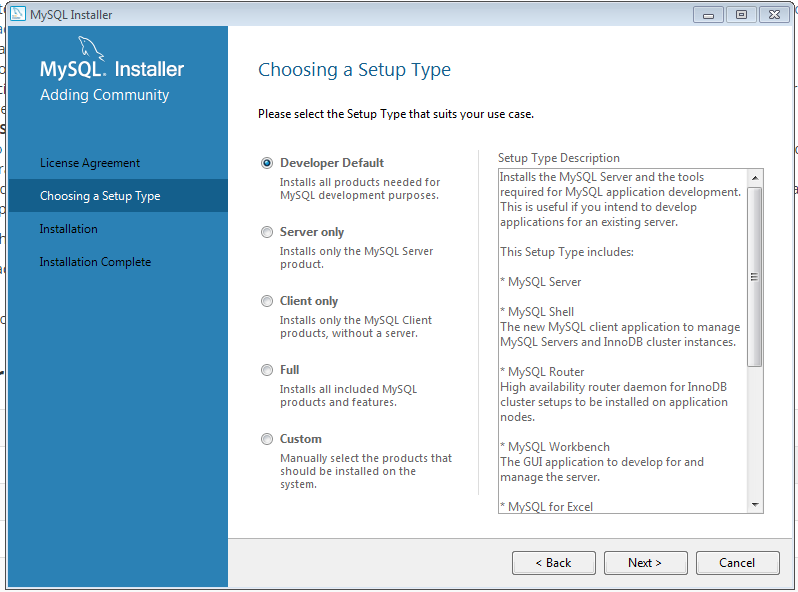 MySQL Installer
MySQL. Installer
Adding Community
License Agreement
Choosing a Setup Type
Installation
Installation Complete
Choosing a Setup Type
Please select the Setup Type that suits your use case.
Developer Default
Installs all products needed for
MySQL development purposes.
Server only
Installs only the MySQL Server
product.
Client only
Installs only the MySQL Client
products, without a server.
Full
Installs all included MySQL
products and features.
Custom
Manually select the products that
should be installed on the
system.
Setup Type Description
Installs the MySQL Server and the tools
required for MySQL application development.
This is useful if you intend to develop
applications for an existing server.
This Setup Type includes:
* MySQL Server
* MySQL Shell
The new MySQL client application to manage
MySQL Servers and InnoDB cluster instances.
* MySQL Router
High availability router daemon for InnoDB
cluster setups to be installed on application
nodes.
* MySQL Workbench
The GUI application to develop for and
manage the server.
* MySQL for Excel
< Back
Next >
Cancel